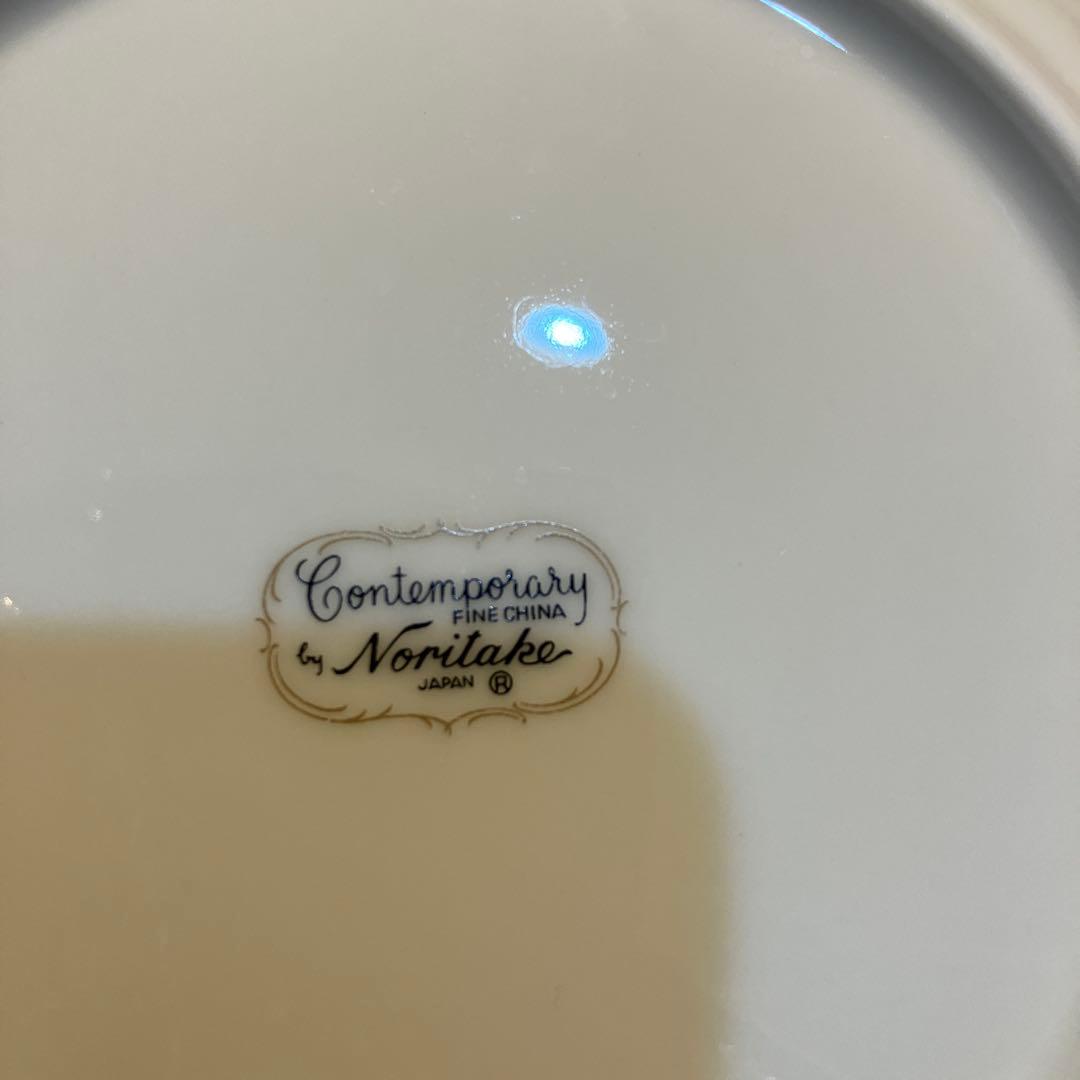 Contemporary
FINE CHINA
by Noritake
JAPAN ®